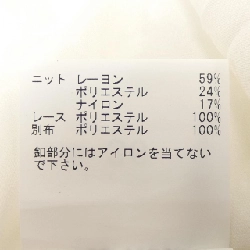 ニット レーヨン 59%
ポリエステル 24%
ナイロン 17%
レース ポリエステル 100%
別布 ポリエステル 100%
釦部分にはアイロンを当てない
で下さい。